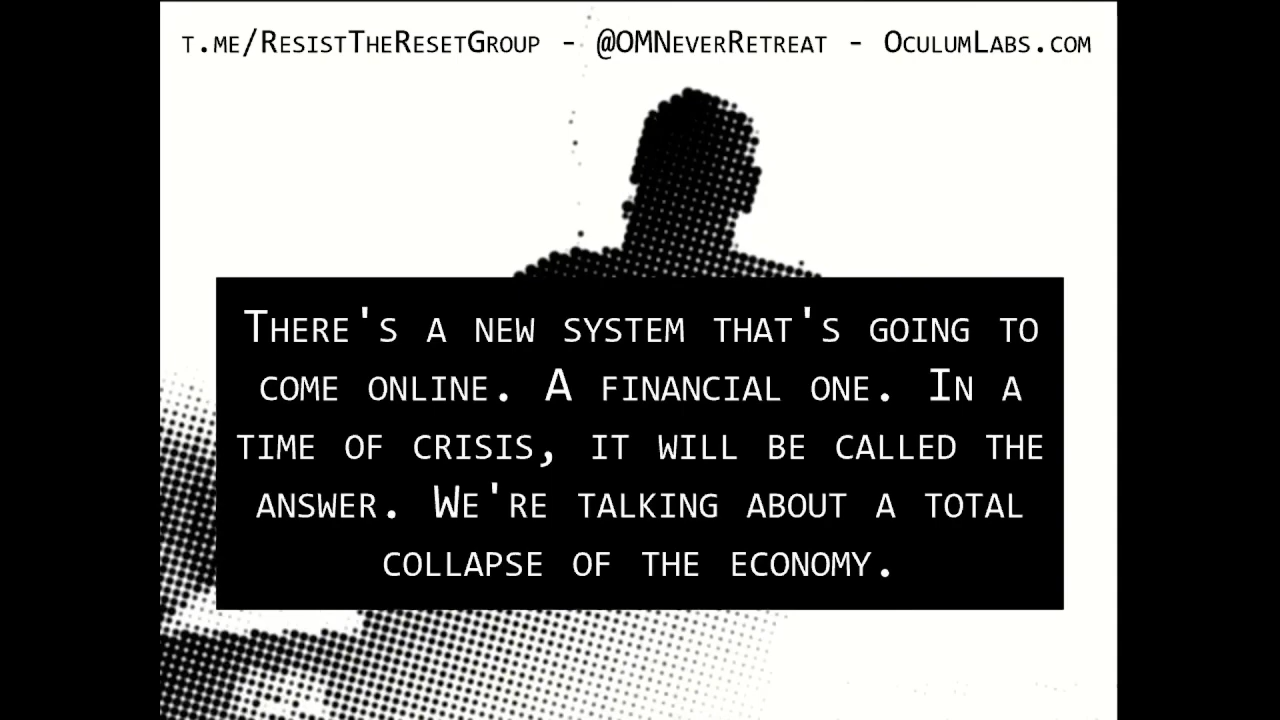 t.me/ResistTheResetGroup - @OMNeverRetreat - OculumLabs.com
There's a new system that's going to
come online. A financial one. In a
time of crisis, it will be called the
answer. We're talking about a total
collapse of the economy.